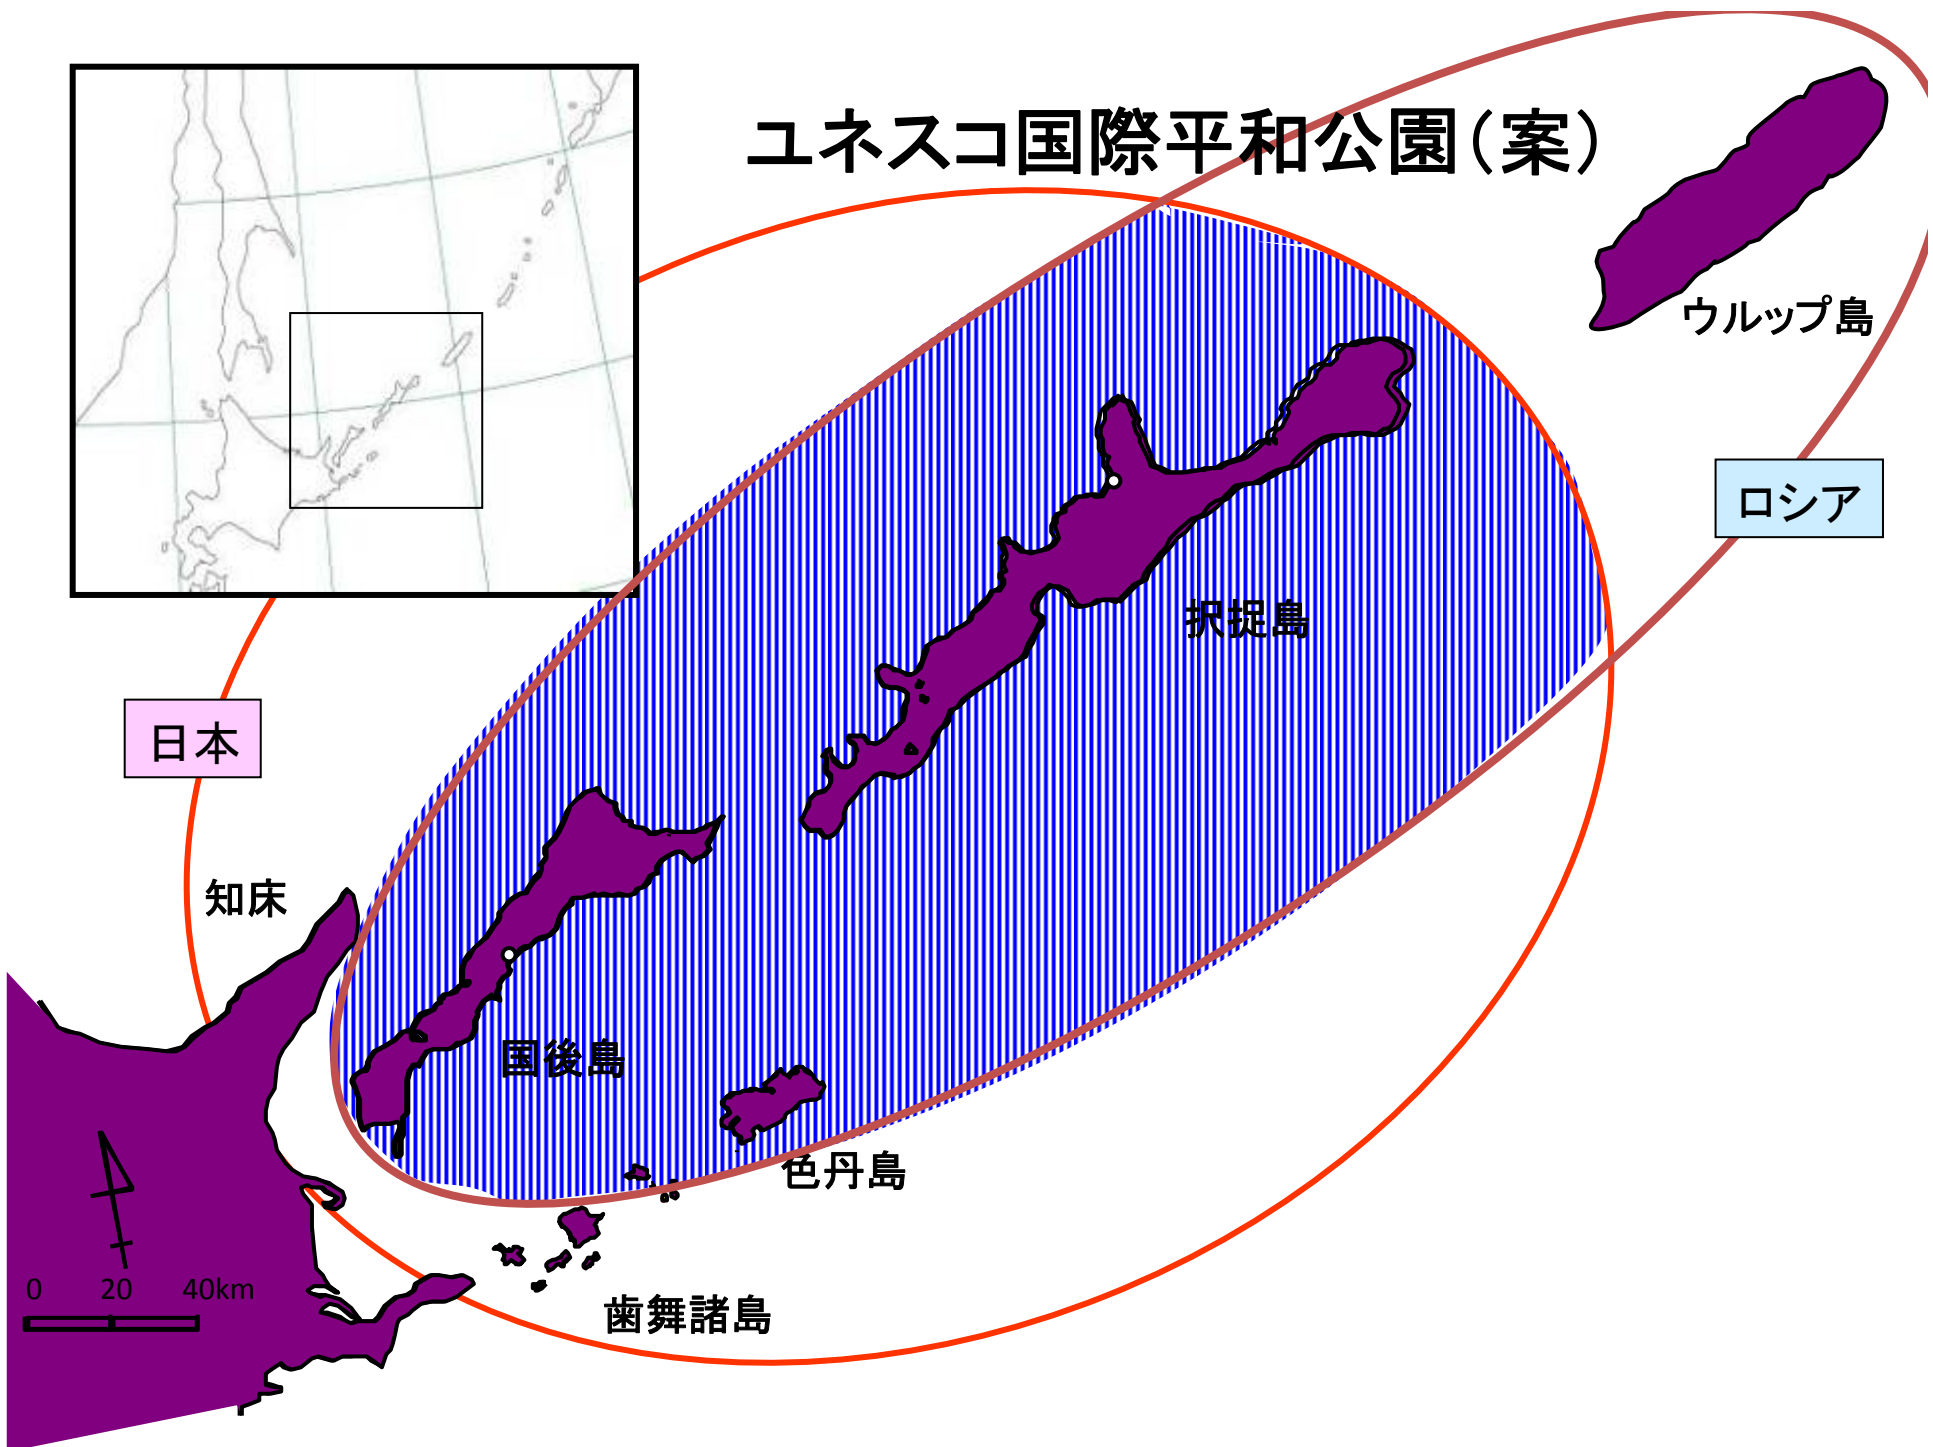 ユネスコ国際平和公園（案）
ウルップ島
ロシア
択捉島
日本
知床
国後島
色丹島
歯舞諸島
0 20 40km